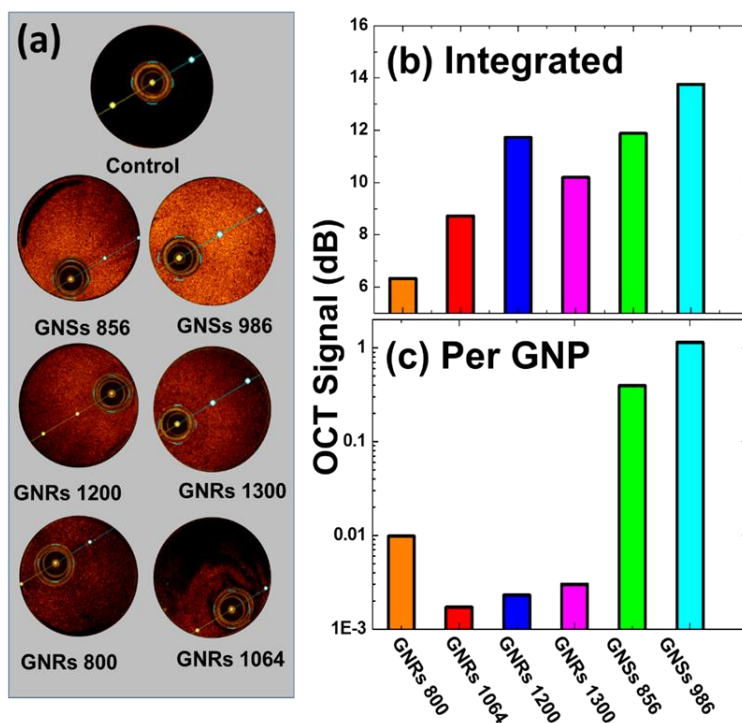 (a)
Control
GNSs 856
GNSs 986
GNRs 1200
GNRs 1300
GNRs 800
GNRs 1064
OCT Signal (dB)
(b) Integrated
16
14
12
10
8
6
(c) Per GNP
1
0.1
0.01
1E-3
GNRs 800
GNRs 1064
GNRs 1200
GNRs 1300
GNSs 856
GNSs 986